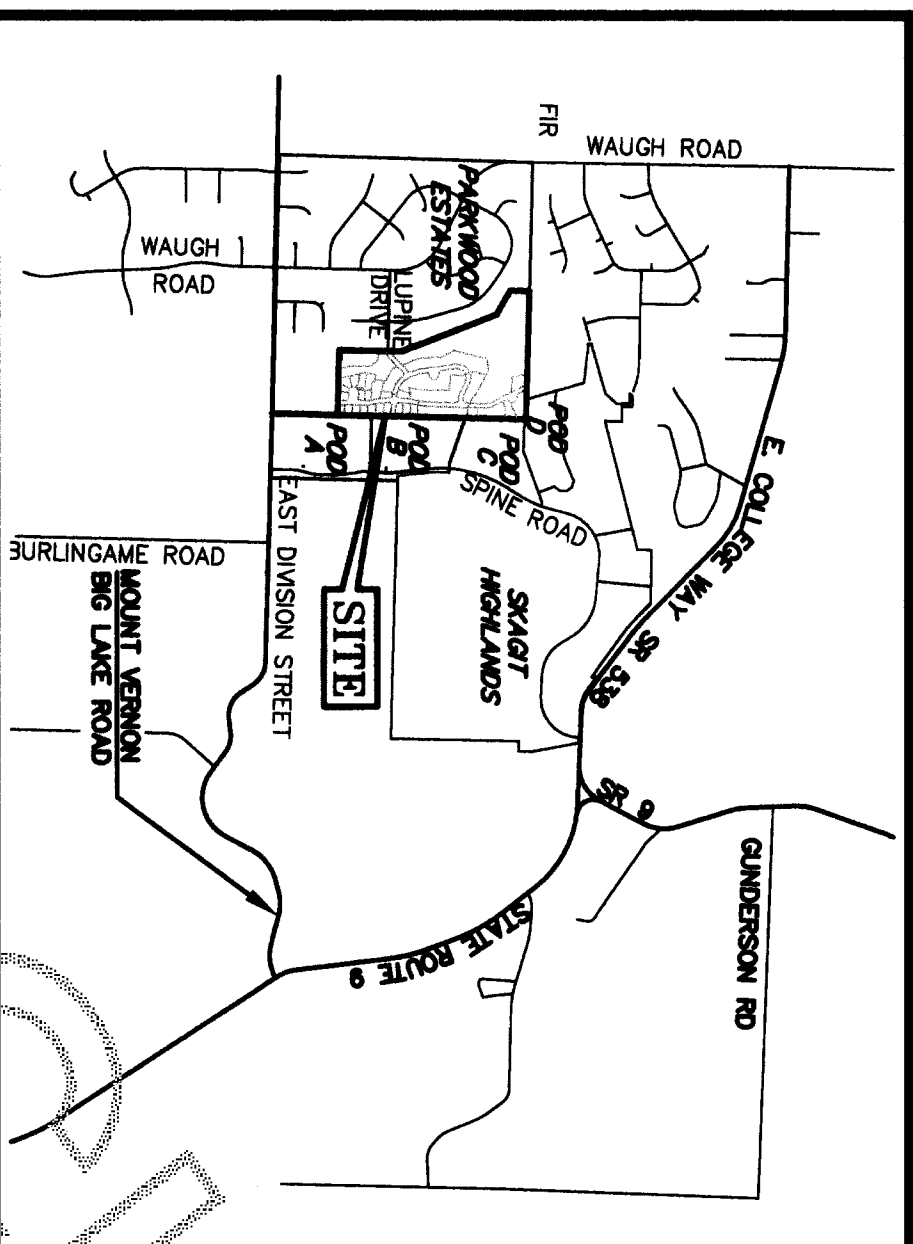 FIR
WAUGH ROAD
PARKWOOD
ESTATES
WAUGH
ROAD
LUPINE
DRIVE
E. COLLEGE WAY SR 538
POD
D
POD
C
POD
B
POD
A
SPINE ROAD
EAST DIVISION STREET
BURLINGAME ROAD
SITE
SKAGIT
HIGHLANDS
MOUNT VERNON
BIG LAKE ROAD
SR 9
GUNDERSON RD
STATE ROUTE 9